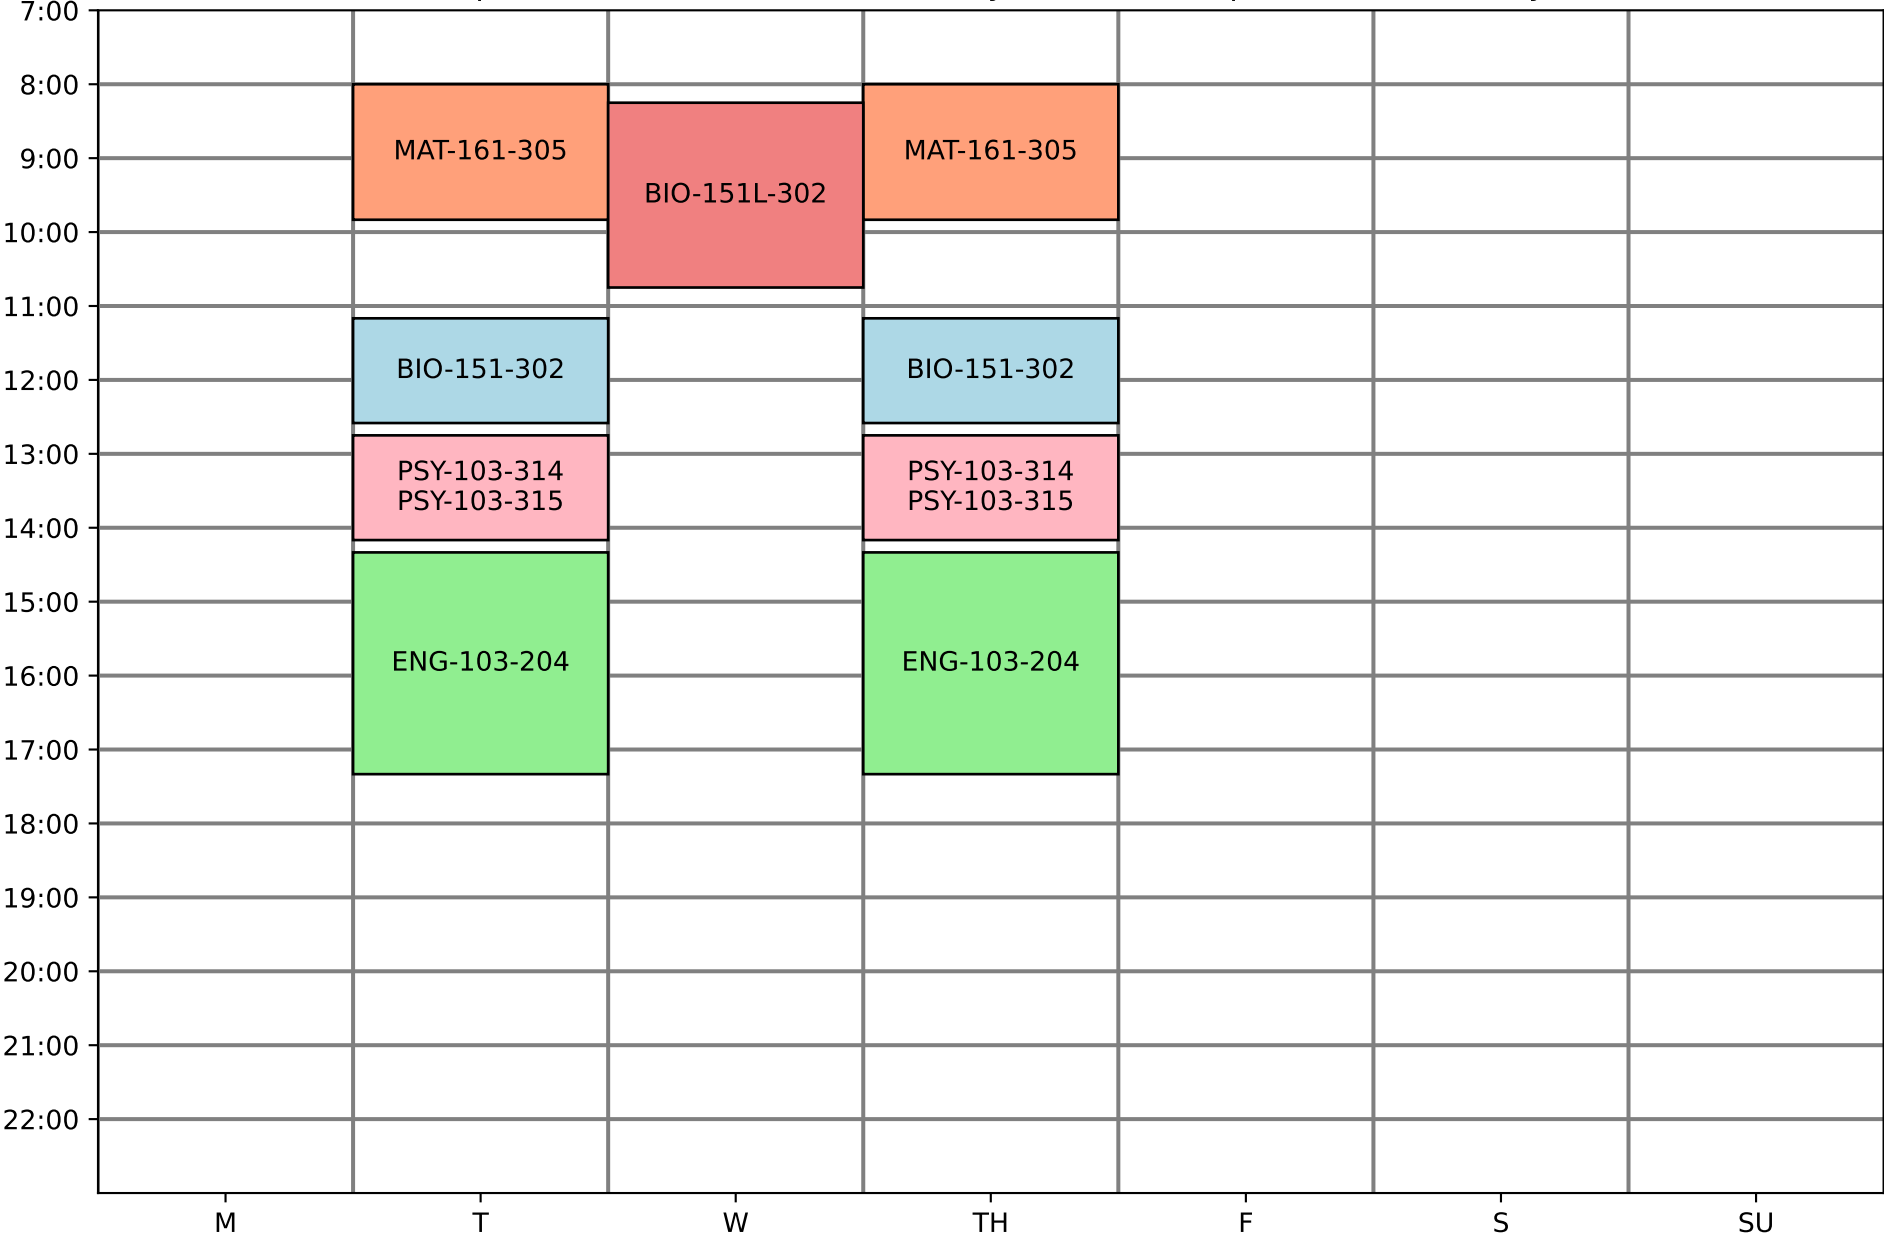 7:00
8:00
MAT-161-305
MAT-161-305
9:00
BIO-151L-302
10:00
11:00
BIO-151-302
BIO-151-302
12:00
13:00
PSY-103-314
PSY-103-315
PSY-103-314
PSY-103-315
14:00
15:00
ENG-103-204
ENG-103-204
16:00
17:00
18:00
19:00
20:00
21:00
22:00
M T W TH F S SU